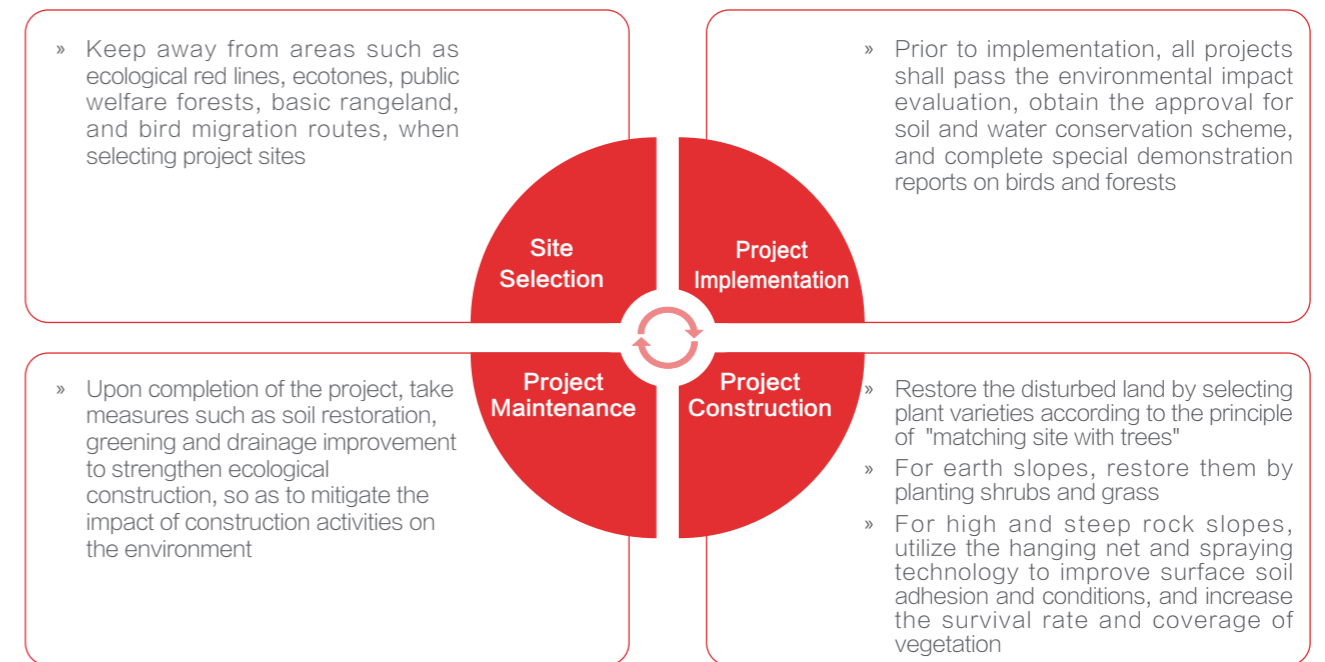 » Keep away from areas such as
ecological red lines, ecotones, public
welfare forests, basic rangeland,
and bird migration routes, when
selecting project sites
» Prior to implementation, all projects
shall pass the environmental impact
evaluation, obtain the approval for
soil and water conservation scheme,
and complete special demonstration
reports on birds and forests
Site
Selection
Project
Implementation
» Upon completion of the project, take
measures such as soil restoration,
greening and drainage improvement
to strengthen ecological
construction, so as to mitigate the
impact of construction activities on
the environment
Project
Maintenance
Project
Construction
» Restore the disturbed land by selecting
plant varieties according to the principle
of "matching site with trees"
» For earth slopes, restore them by
planting shrubs and grass
» For high and steep rock slopes,
utilize the hanging net and spraying
technology to improve surface soil
adhesion and conditions, and increase
the survival rate and coverage of
vegetation